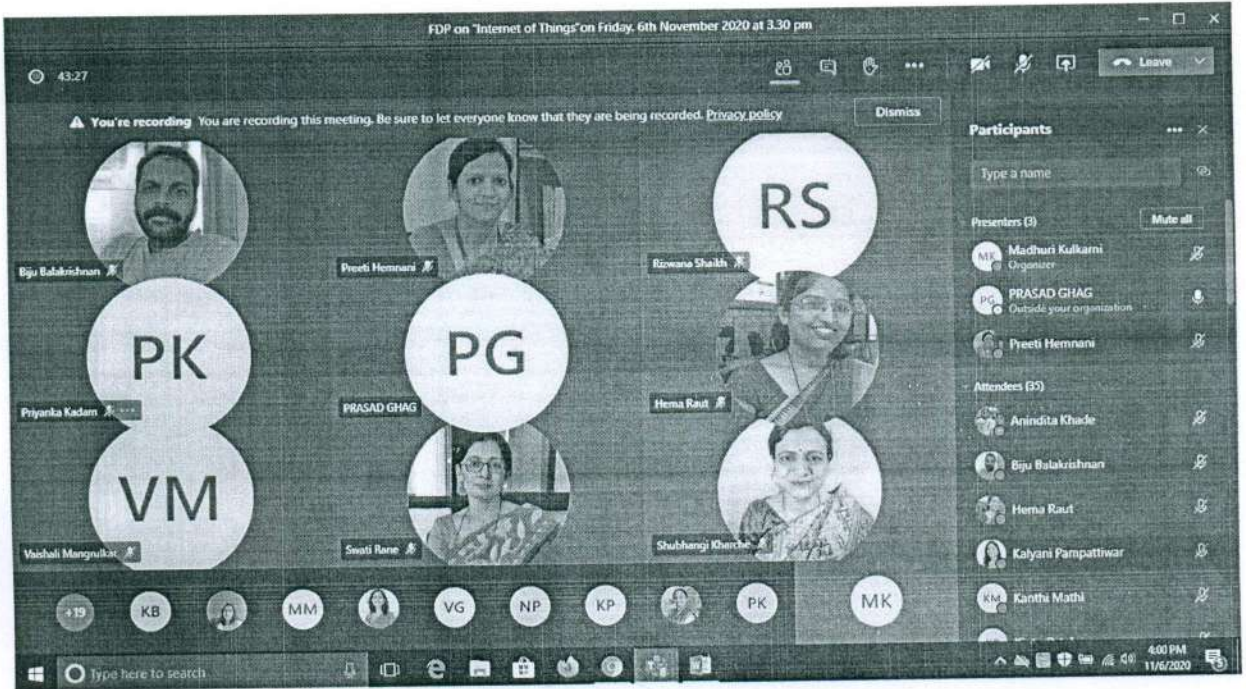 FDP on "Internet of Things"on Friday, 6th November 2020 at 3.30 pm
43:27
Leave
You're recording You are recording this meeting. Be sure to let everyone know that they are being recorded. Privacy policy
Dismiss
Biju Balakrishnan
Preeti Hemnani
RS
Rizwana Shaikh
PK
Priyanka Kadam
PG
PRASAD GHAG
Hema Raut
VM
Vaishali Mangrulkar
Swati Rane
Shubhangi Kharche
+19
KB
MM
VG
NP
KP
PK
MK
Participants
Type a name
Presenters (3)
Mute all
MK
Madhuri Kulkarni
Organizer
PG
PRASAD GHAG
Outside your organization
Preeti Hemnani
Attendees (35)
Anindita Khade
Biju Balakrishnan
Hema Raut
Kalyani Pampattiwar
KM
Kanthi Mathi
Type here to search
4:00 PM
11/6/2020
5